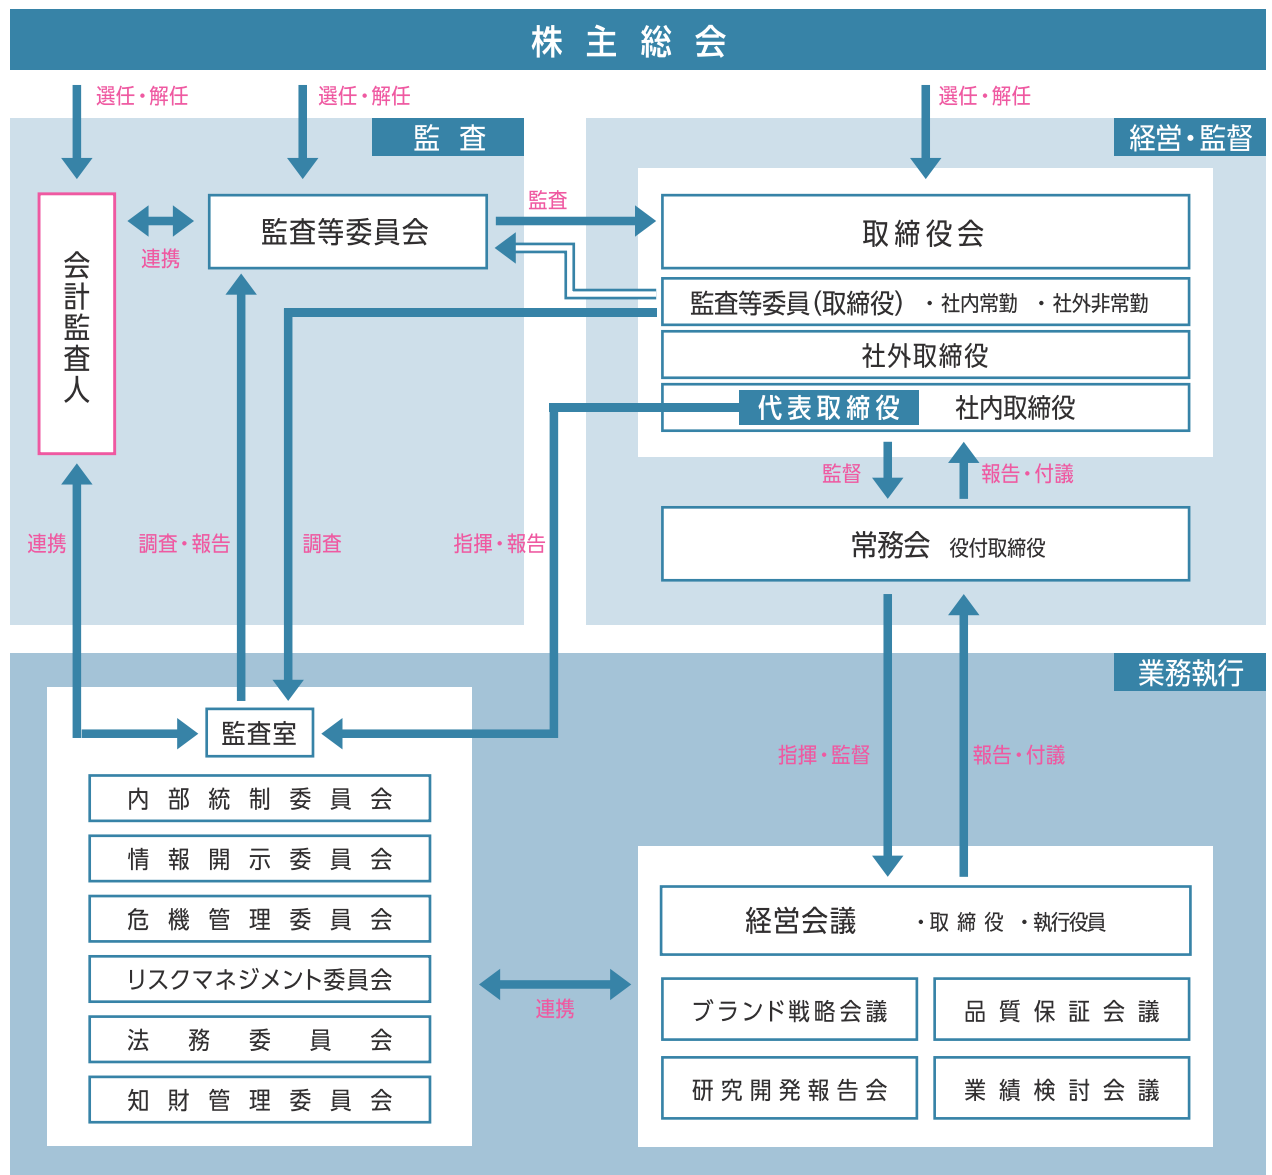 株主総会
選任・解任
選任・解任
選任・解任
監査
経営・監督
会計監査人
連携
監査等委員会
監査
取締役会
監査等委員(取締役) ・社内常勤 ・社外非常勤
社外取締役
代表取締役 社内取締役
監督
報告・付議
常務会 役付取締役
連携
調査・報告
調査
指揮・報告
業務執行
監査室
指揮・監督
報告・付議
内部統制委員会
情報開示委員会
危機管理委員会
リスクマネジメント委員会
法務委員会
知財管理委員会
連携
経営会議 ・取締役 ・執行役員
ブランド戦略会議
品質保証会議
研究開発報告会
業績検討会議